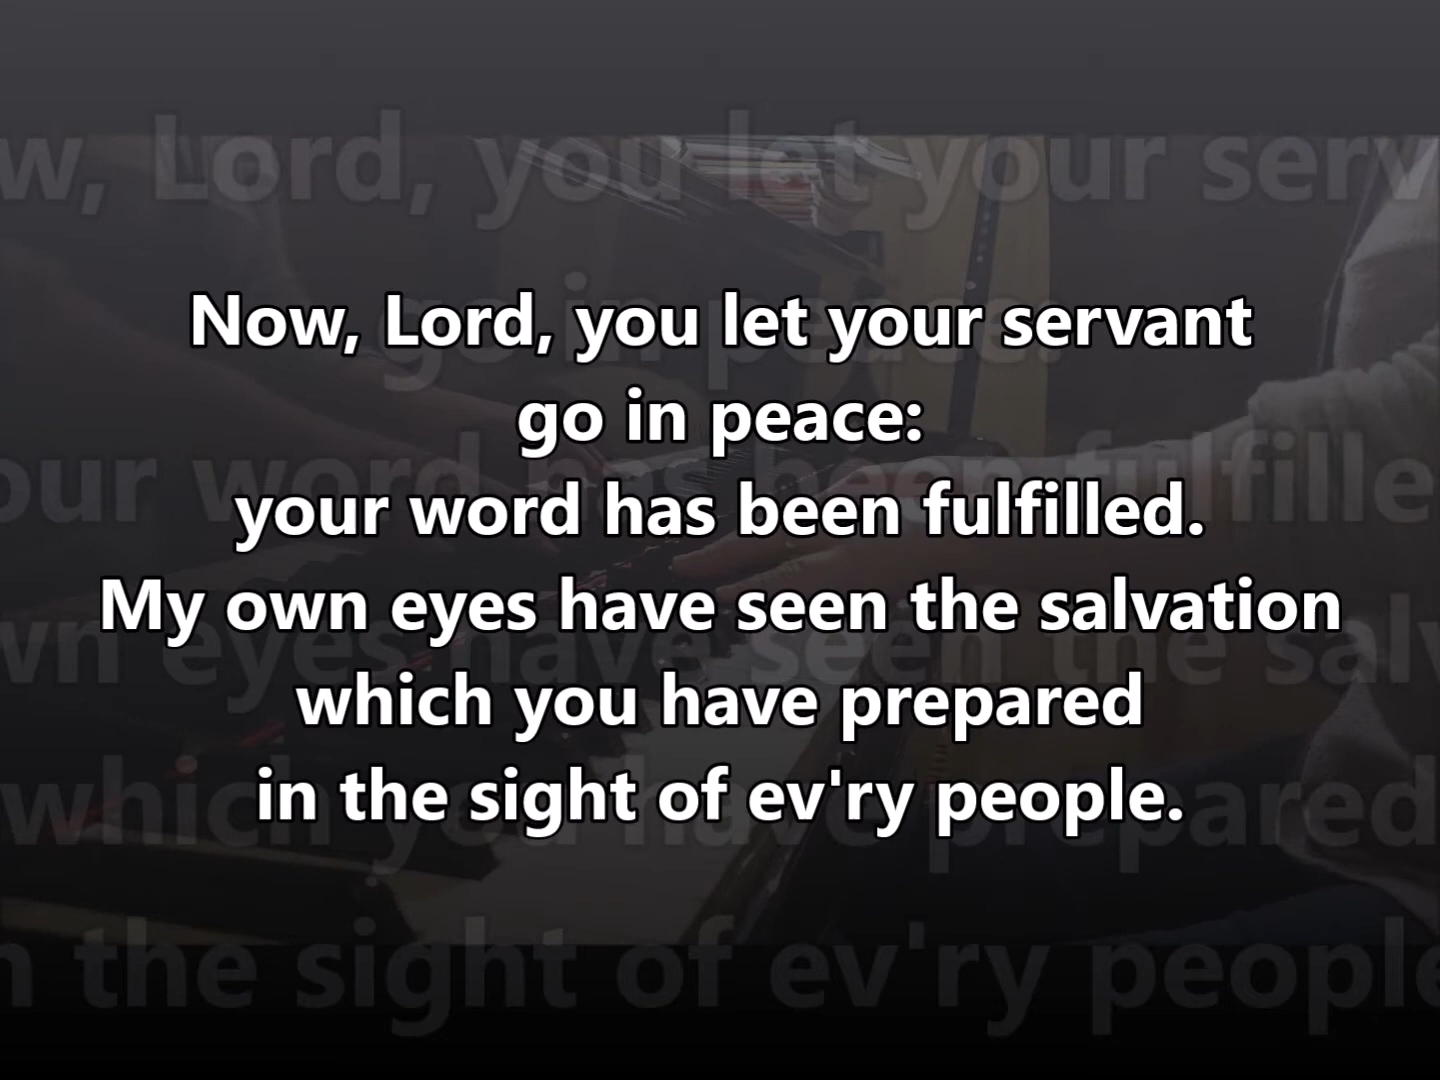 Now, Lord, you let your servant
go in peace:
your word has been fulfilled.
My own eyes have seen the salvation
which you have prepared
in the sight of ev'ry people.